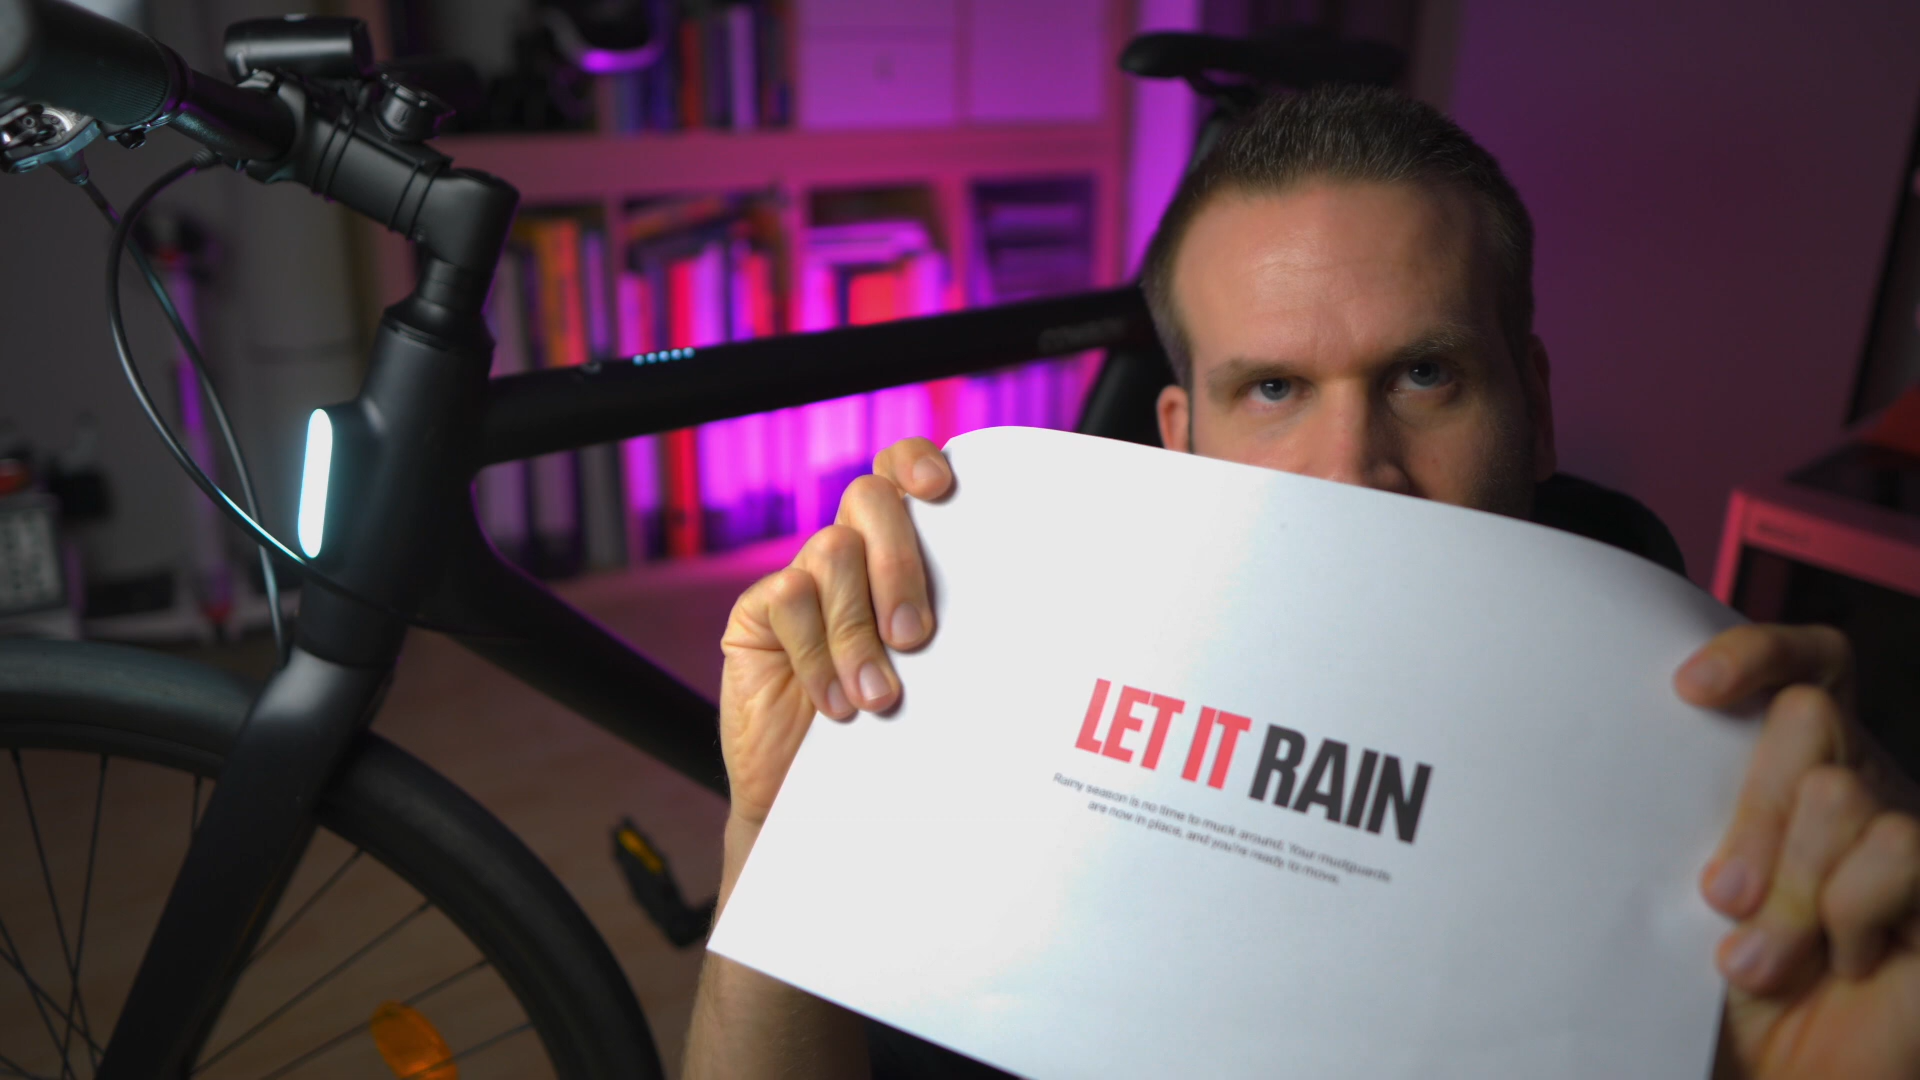 LET IT RAIN
Rainy season is no time to muck around. Your mudguards
are now in place, and you're ready to move.